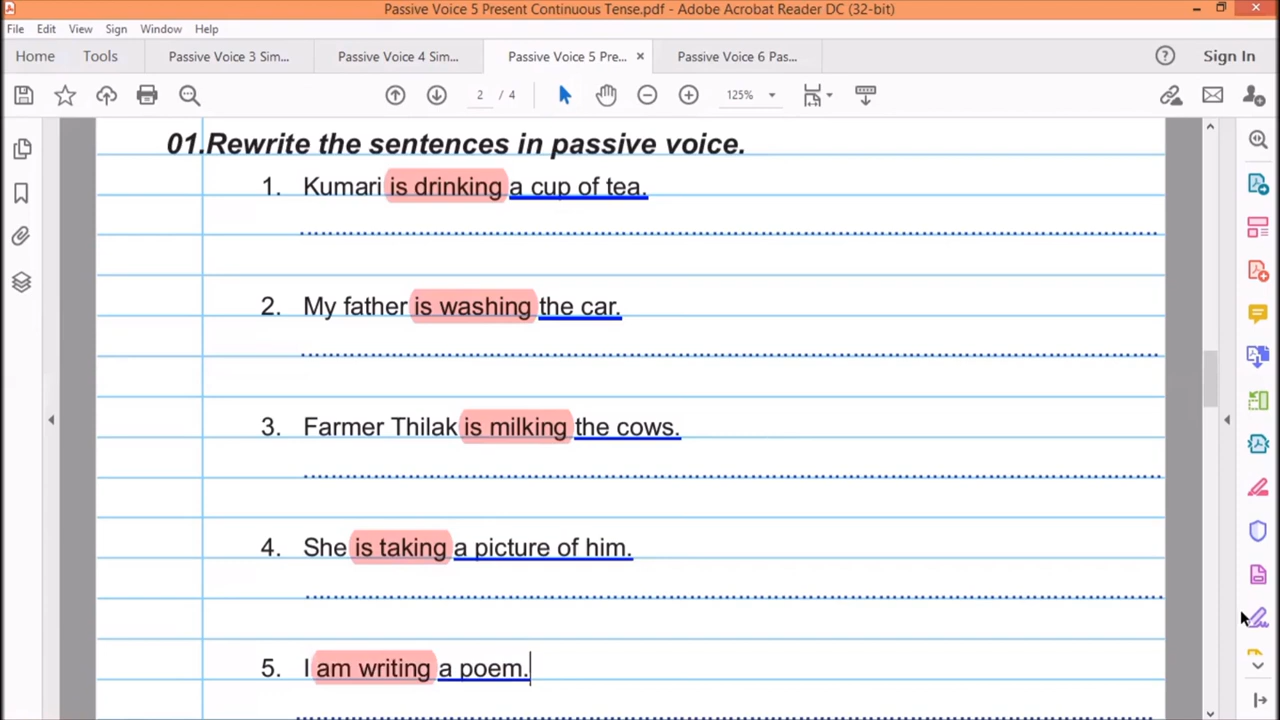 Passive Voice 5 Present Continuous Tense.pdf - Adobe Acrobat Reader DC (32-bit)
File Edit View Sign Window Help
Home Tools Passive Voice 3 Sim... Passive Voice 4 Sim... Passive Voice 5 Pre... Passive Voice 6 Pas... Sign In
2 / 4 125%
01.Rewrite the sentences in passive voice.
1. Kumari is drinking a cup of tea.
2. My father is washing the car.
3. Farmer Thilak is milking the cows.
4. She is taking a picture of him.
5. I am writing a poem.